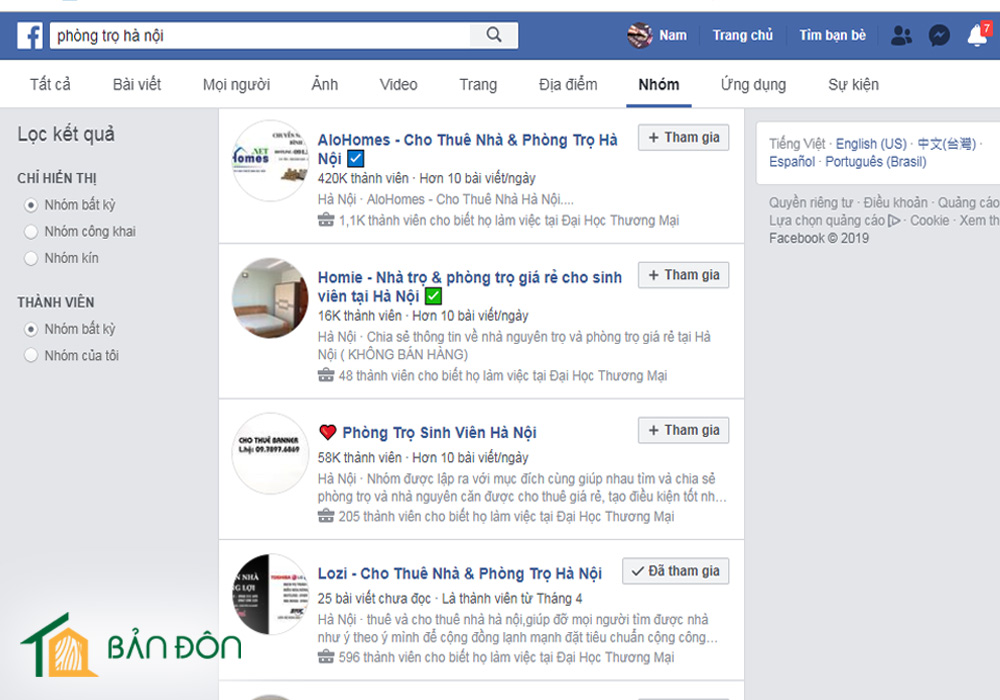 phòng trọ hà nội
Nam
Trang chủ
Tìm bạn bè
7
Tất cả
Bài viết
Mọi người
Ảnh
Video
Trang
Địa điểm
Nhóm
Ứng dụng
Sự kiện
Lọc kết quả
CHỈ HIỂN THỊ
Nhóm bất kỳ
Nhóm công khai
Nhóm kín
THÀNH VIÊN
Nhóm bất kỳ
Nhóm của tôi
AloHomes - Cho Thuê Nhà & Phòng Trọ Hà
Nội
+ Tham gia
420K thành viên · Hơn 10 bài viết/ngày
Hà Nội · AloHomes - Cho Thuê Nhà Hà Nội....
1,1K thành viên cho biết họ làm việc tại Đại Học Thương Mại
Homie - Nhà trọ & phòng trọ giá rẻ cho sinh
viên tại Hà Nội
+ Tham gia
16K thành viên · Hơn 10 bài viết/ngày
Hà Nội · Chia sẻ thông tin về nhà nguyên trọ và phòng trọ giá rẻ tại Hà
Nội ( KHÔNG BÁN HÀNG)
48 thành viên cho biết họ làm việc tại Đại Học Thương Mại
CHO THUÊ BANNER
L.hệ: 09.7897.6869
Phòng Trọ Sinh Viên Hà Nội
+ Tham gia
58K thành viên · Hơn 10 bài viết/ngày
Hà Nội · Nhóm được lập ra với mục đích cùng giúp nhau tìm và chia sẻ
phòng trọ và nhà nguyên căn được cho thuê giá rẻ, tạo điều kiện tốt nh...
205 thành viên cho biết họ làm việc tại Đại Học Thương Mại
Lozi - Cho Thuê Nhà & Phòng Trọ Hà Nội
Đã tham gia
25 bài viết chưa đọc · Là thành viên từ Tháng 4
Hà Nội · thuê và cho thuê nhà hà nội,giúp đỡ mọi người tìm được nhà
như ý theo ý mình để cộng đồng lạnh mạnh đặt tiêu chuẩn cộng công...
596 thành viên cho biết họ làm việc tại Đại Học Thương Mại
Tiếng Việt · English (US) · 中文(台灣) ·
Español · Português (Brasil)
Quyền riêng tư · Điều khoản · Quảng cáo
Lựa chọn quảng cáo · Cookie · Xem th
Facebook © 2019
BẢN ĐÔN